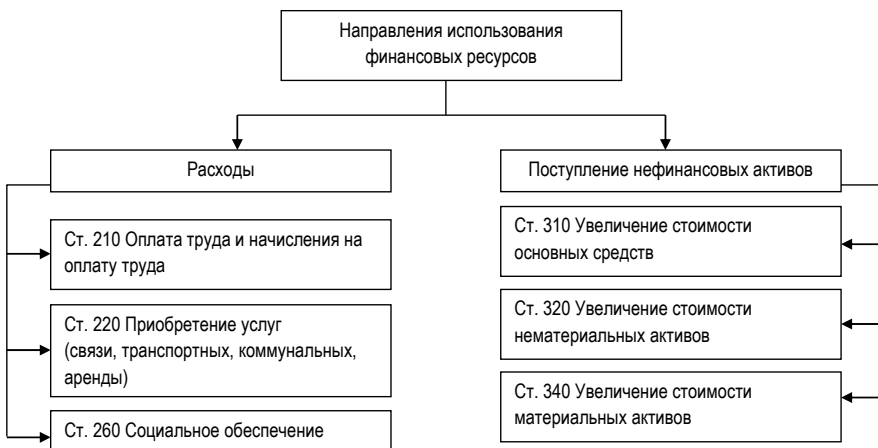 Направления использования
финансовых ресурсов
Расходы
Поступление нефинансовых активов
Ст. 210 Оплата труда и начисления на
оплату труда
Ст. 220 Приобретение услуг
(связи, транспортных, коммунальных,
аренды)
Ст. 260 Социальное обеспечение
Ст. 310 Увеличение стоимости
основных средств
Ст. 320 Увеличение стоимости
нематериальных активов
Ст. 340 Увеличение стоимости
материальных активов